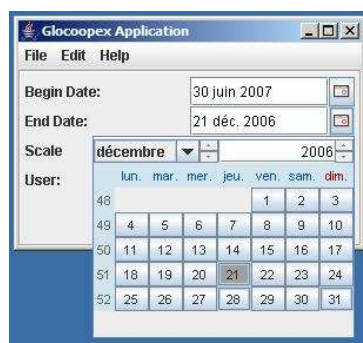 Glocoopex Application
File Edit Help
Begin Date: 30 juin 2007
End Date: 21 déc. 2006
Scale décembre 2006
User: lun. mar. mer. jeu. ven. sam. dim.
48 1 2 3
49 4 5 6 7 8 9 10
50 11 12 13 14 15 16 17
51 18 19 20 21 22 23 24
52 25 26 27 28 29 30 31